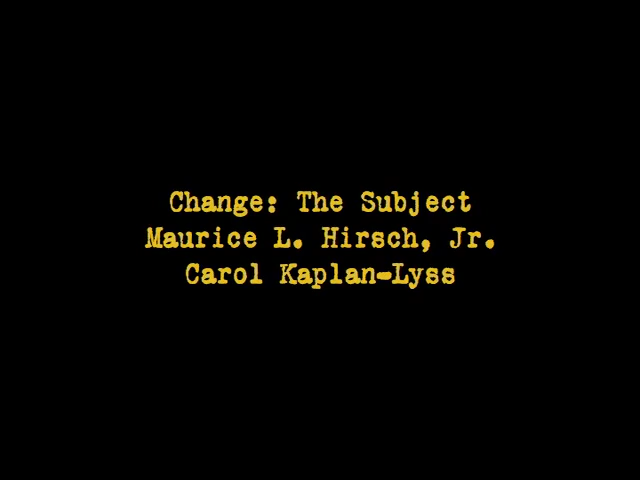 Change: The Subject
Maurice L. Hirsch, Jr.
Carol Kaplan-Lyss